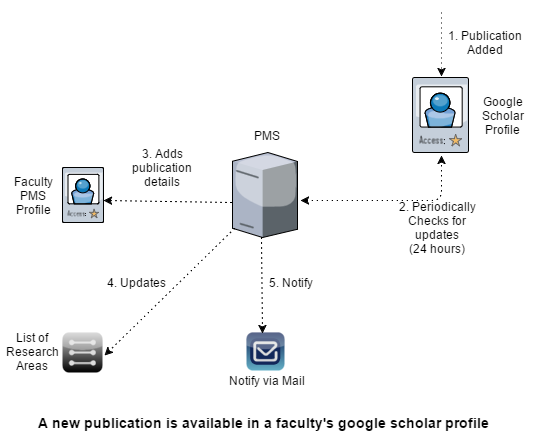 1. Publication
Added
Google
Scholar
Profile
Access:
PMS
3. Adds
publication
details
Faculty
PMS
Profile
Access:
2. Periodically
Checks for
updates
(24 hours)
4. Updates
5. Notify
List of
Research
Areas
Notify via Mail
A new publication is available in a faculty's google scholar profile